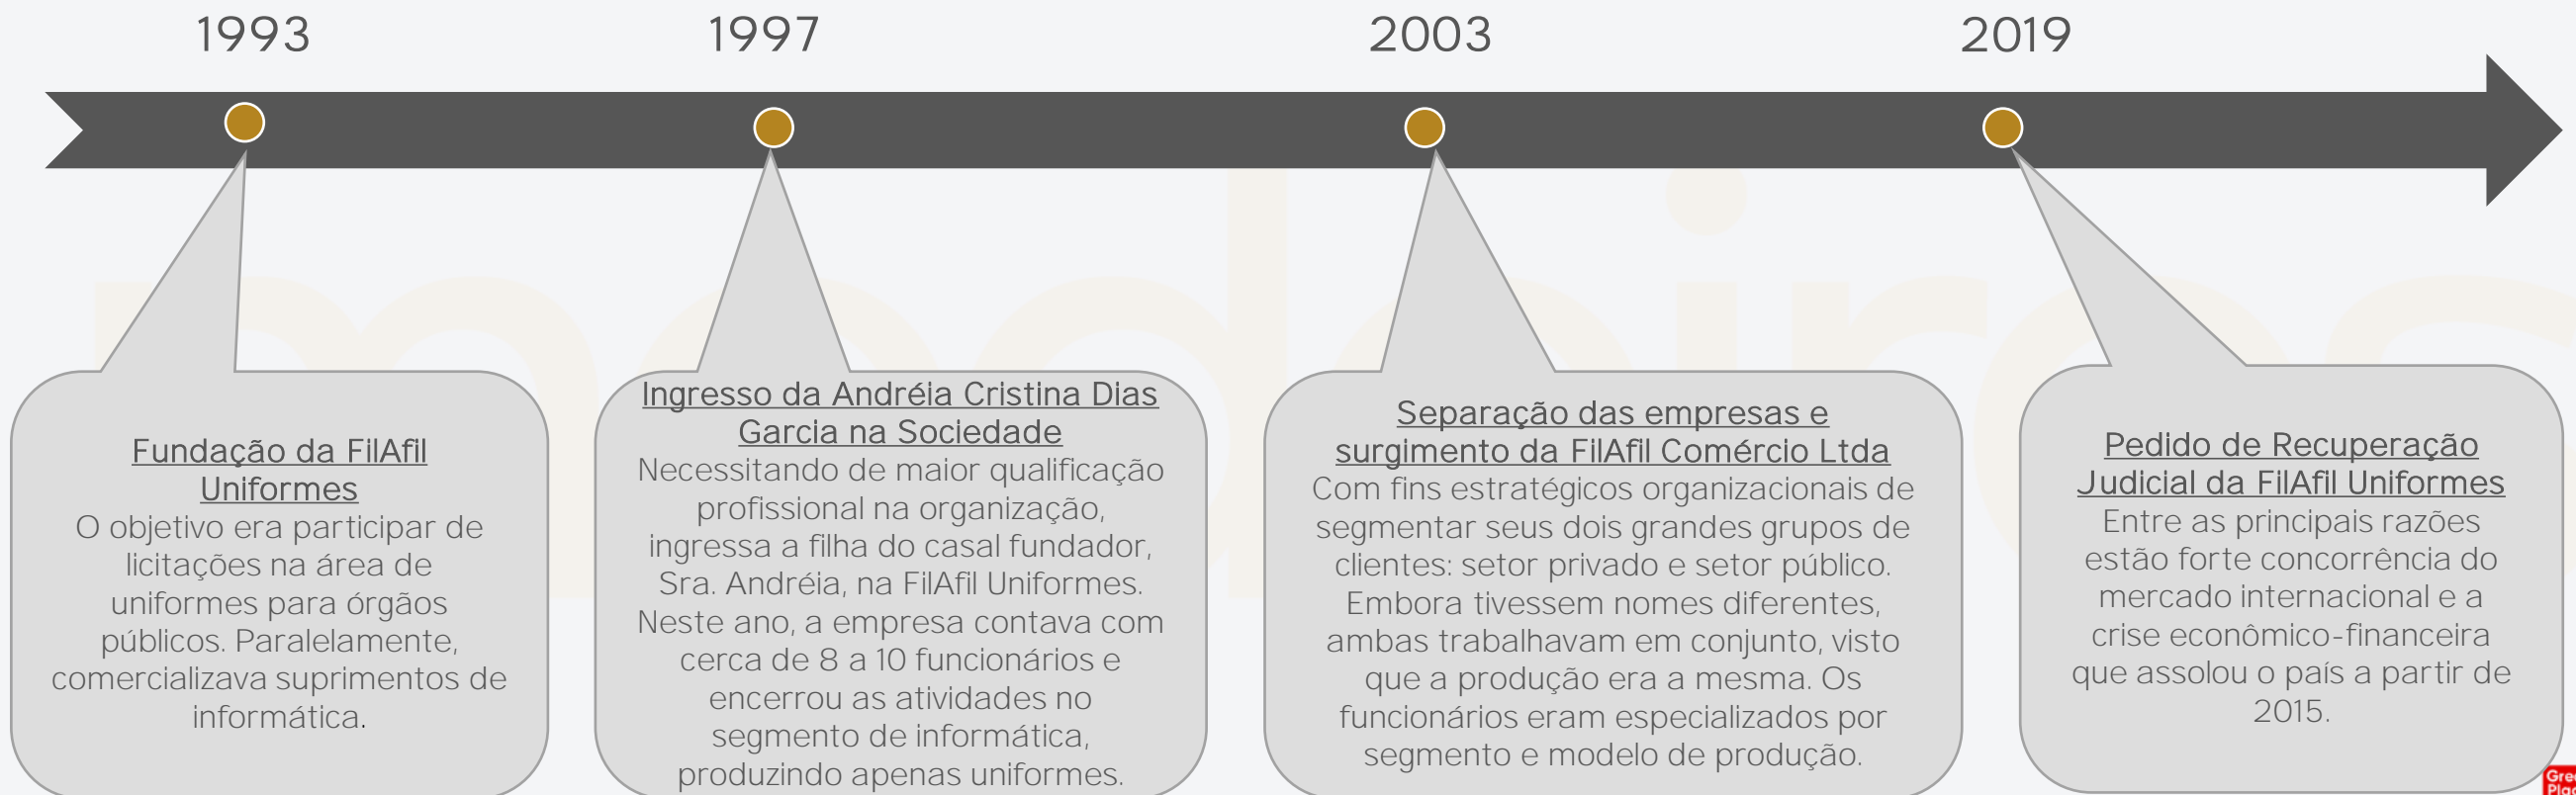 1993
1997
2003
2019
Fundação da FilAfil
Uniformes
O objetivo era participar de
licitações na área de
uniformes para órgãos
públicos. Paralelamente,
comercializava suprimentos de
informática.
Ingresso da Andréia Cristina Dias
Garcia na Sociedade
Necessitando de maior qualificação
profissional na organização,
ingressa a filha do casal fundador,
Sra. Andréia, na FilAfil Uniformes.
Neste ano, a empresa contava com
cerca de 8 a 10 funcionários e
encerrou as atividades no
segmento de informática,
produzindo apenas uniformes.
Separação das empresas e
surgimento da FilAfil Comércio Ltda
Com fins estratégicos organizacionais de
segmentar seus dois grandes grupos de
clientes: setor privado e setor público.
Embora tivessem nomes diferentes,
ambas trabalhavam em conjunto, visto
que a produção era a mesma. Os
funcionários eram especializados por
segmento e modelo de produção.
Pedido de Recuperação
Judicial da FilAfil Uniformes
Entre as principais razões
estão forte concorrência do
mercado internacional e a
crise econômico-financeira
que assolou o país a partir de
2015.